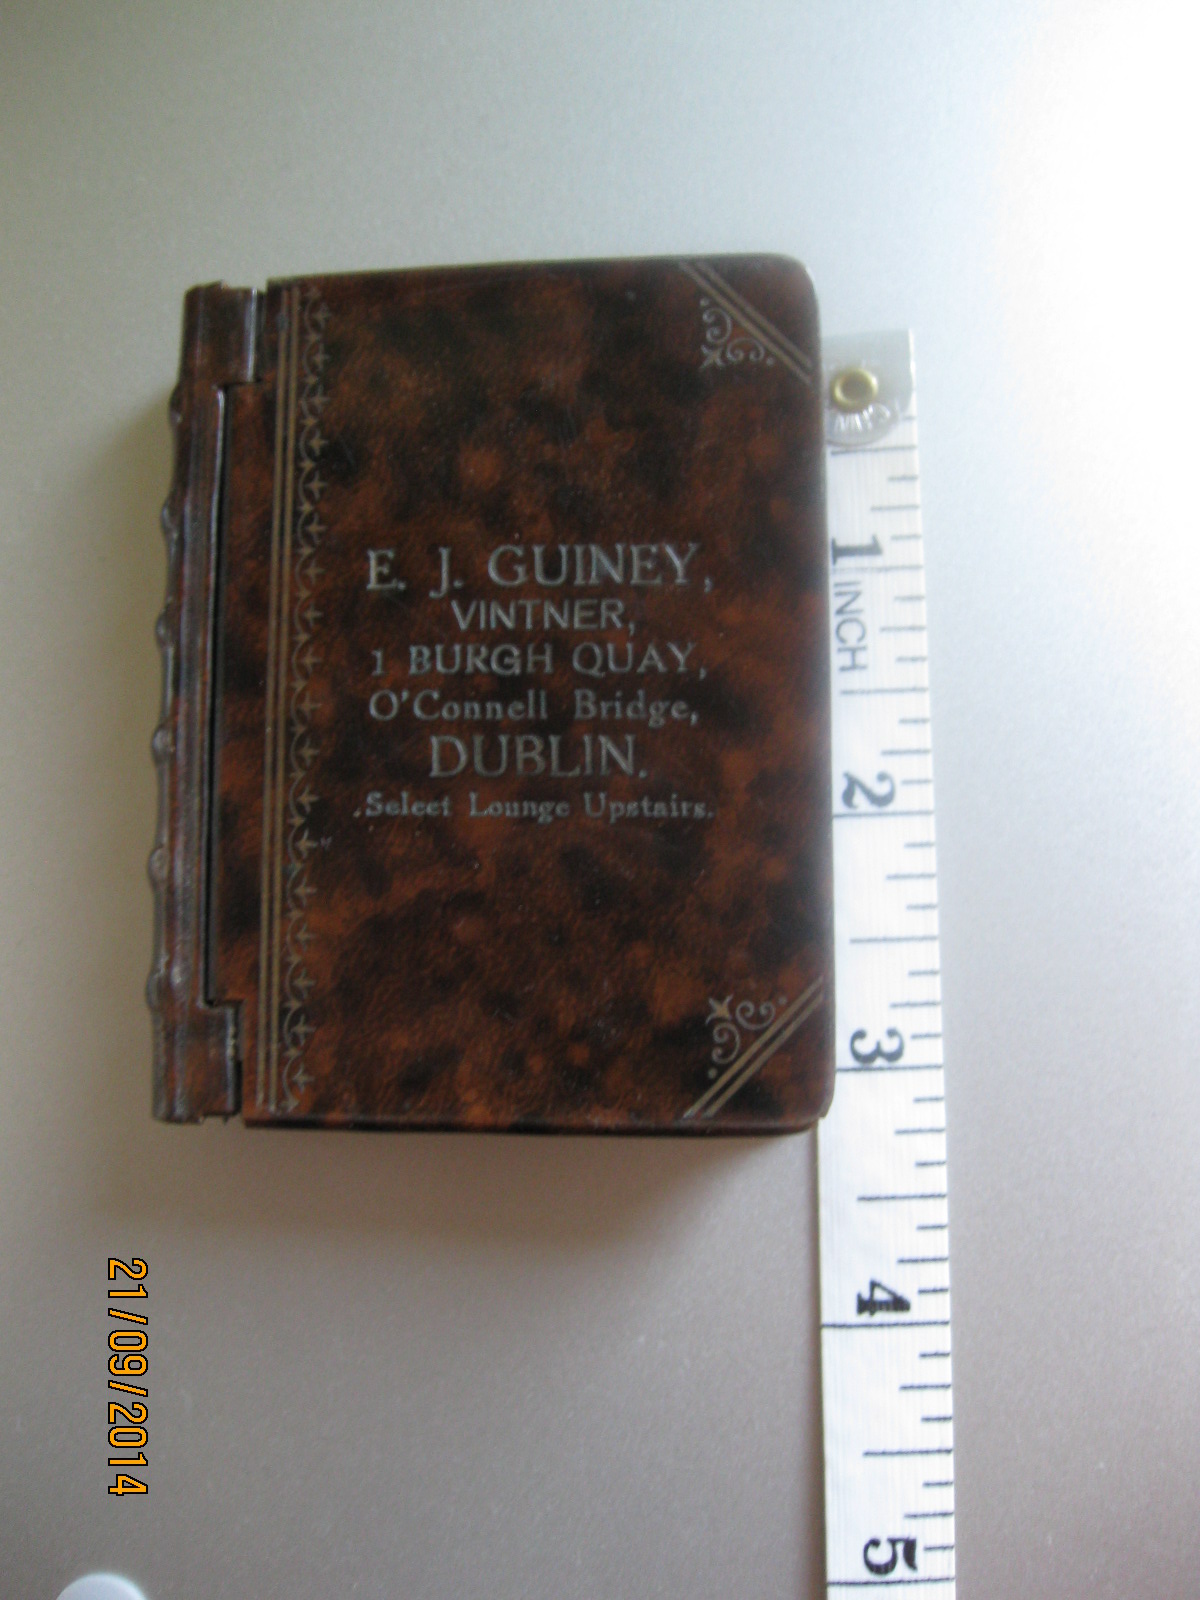 E. J. GUINEY,
VINTNER,
1 BURGH QUAY,
O'Connell Bridge,
DUBLIN.
Select Lounge Upstairs.
1 INCH
2
3
4
5
21/09/2014